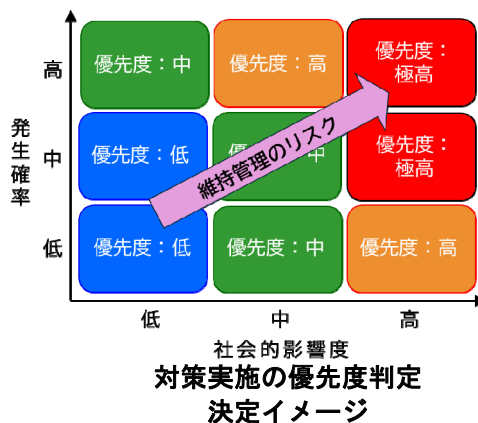 高
優先度：中
優先度：高
優先度：
極高
発生確率
中
優先度：低
中
優先度：
極高
維持管理のリスク
低
優先度：低
優先度：中
優先度：高
低
中
高
社会的影響度
対策実施の優先度判定
決定イメージ